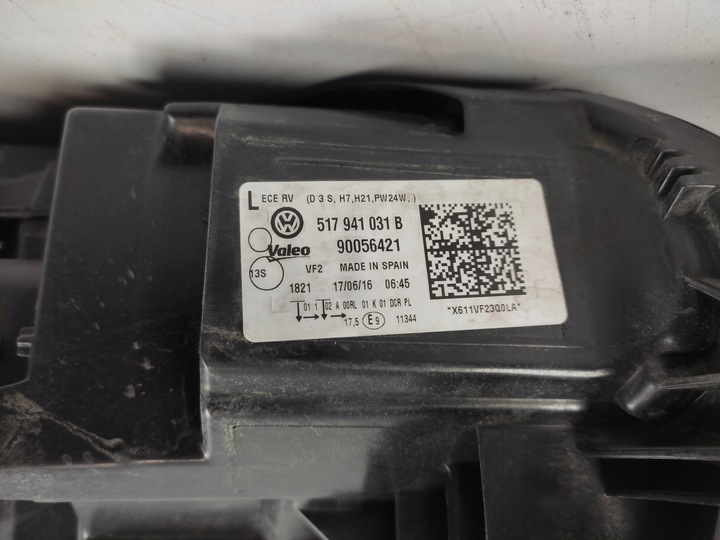 L ECE RV (D 3 S, H7,H21,PW24W,)
517 941 031 B
Valeo 90056421
13S VF2 MADE IN SPAIN
1821 17/06/16 06:45
01 1 02 A 00RL 01 K 01 DCR PL
17,5 E9 11344
*X611VF23Q0LA*